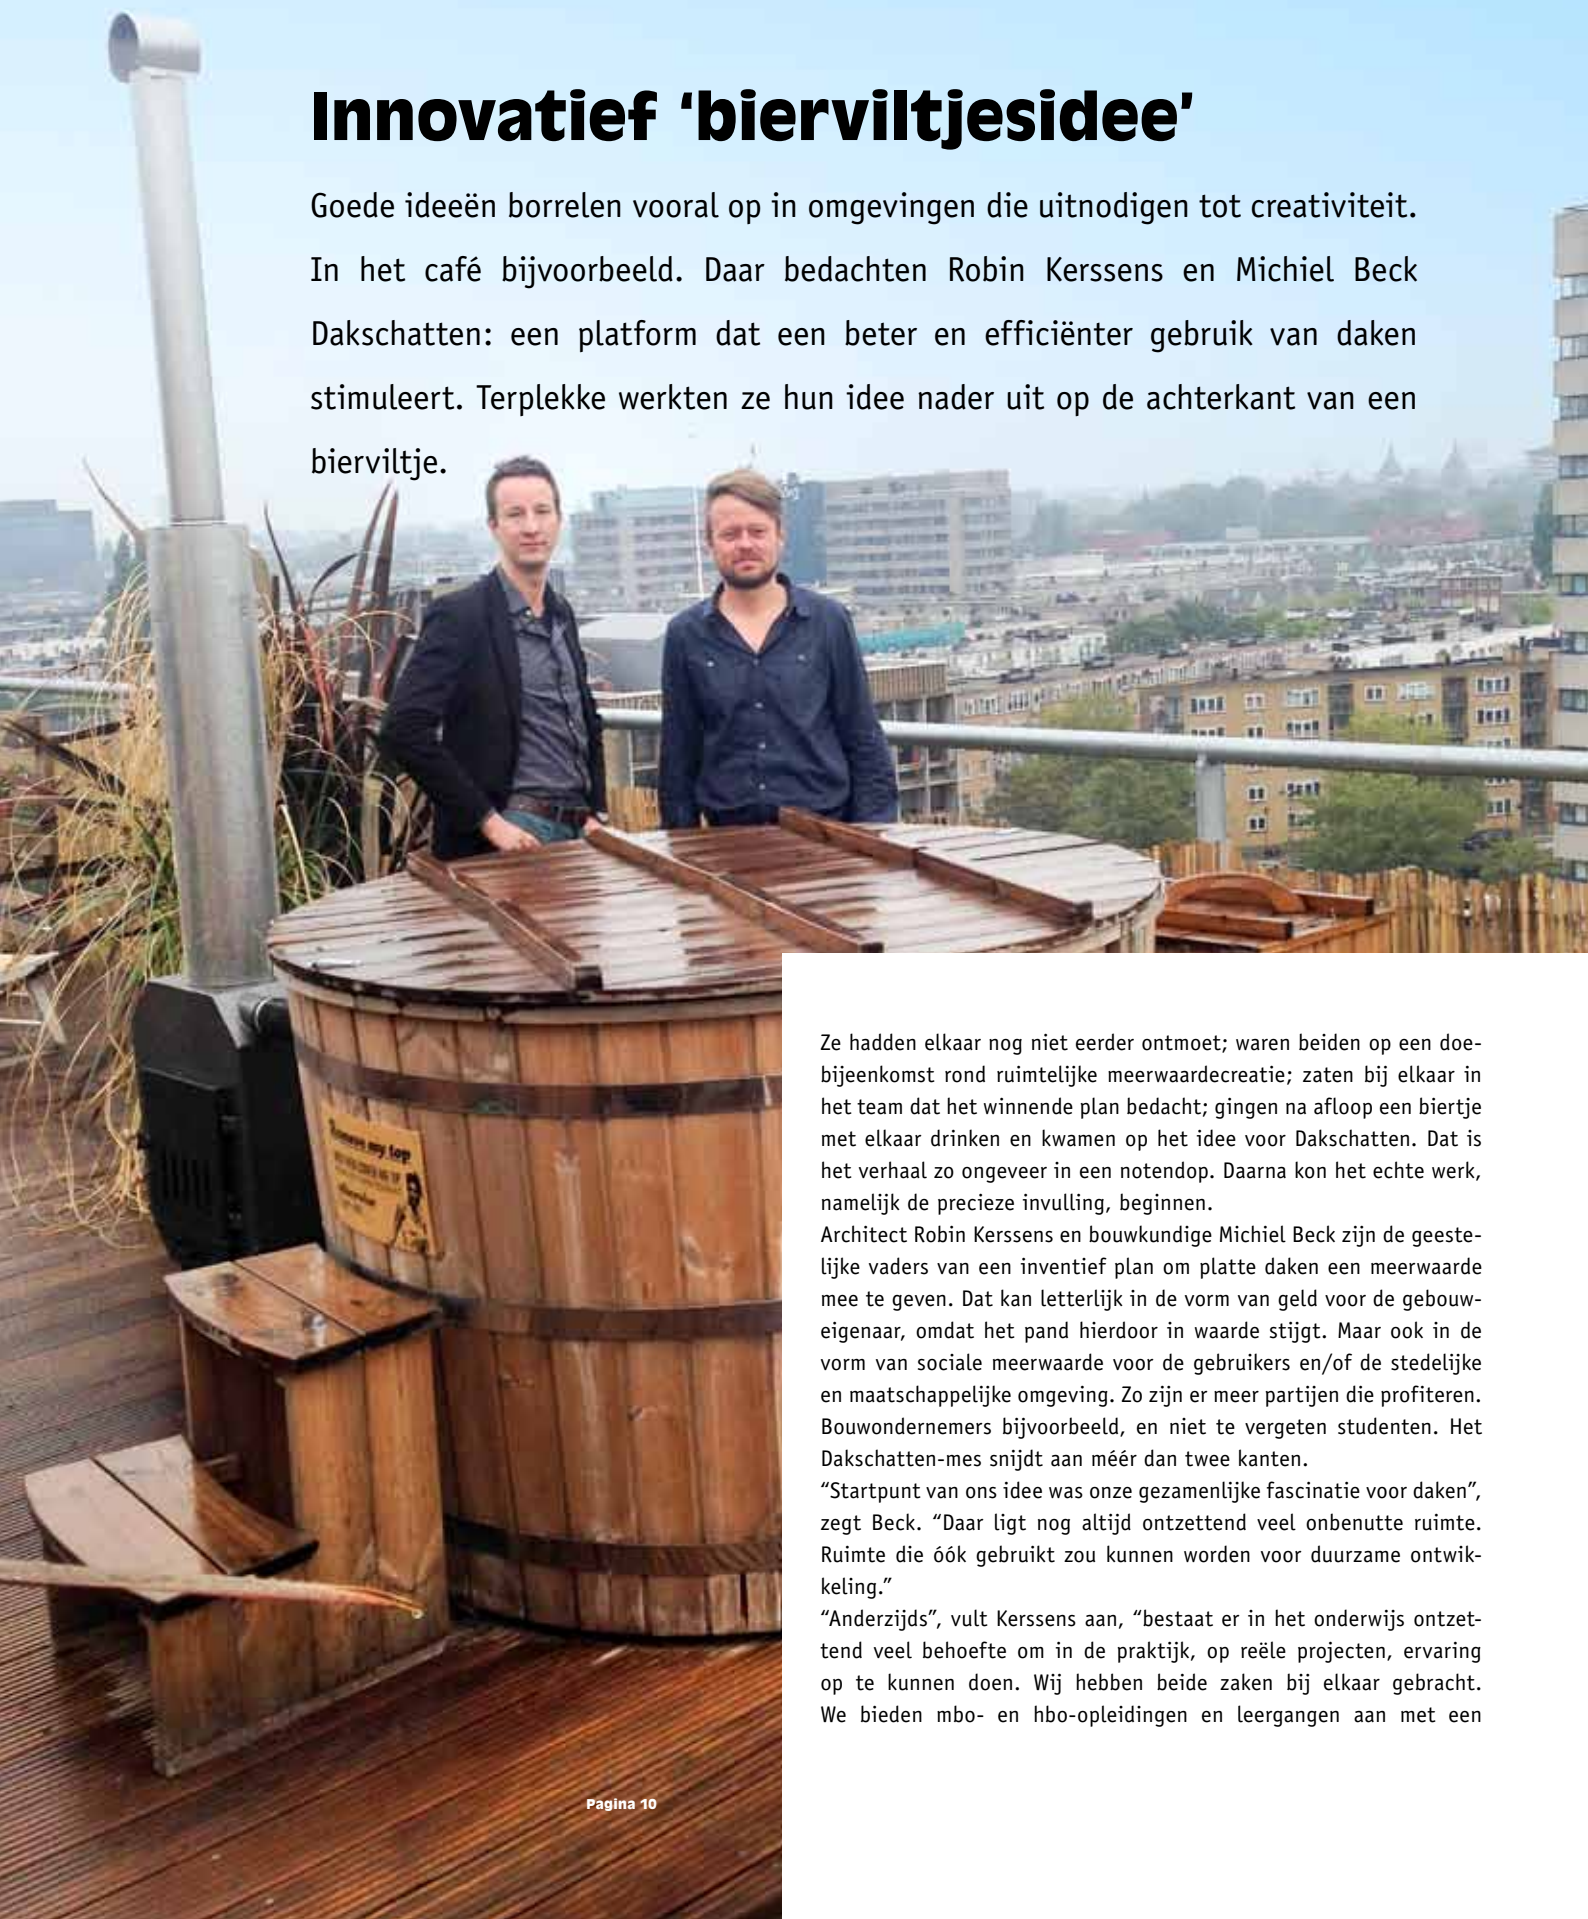 Innovatief ‘bierviltjesidee’
Goede ideeën borrelen vooral op in omgevingen die uitnodigen tot creativiteit.
In het café bijvoorbeeld. Daar bedachten Robin Kerssens en Michiel Beck
Dakschatten: een platform dat een beter en efficiënter gebruik van daken
stimuleert. Terplekke werkten ze hun idee nader uit op de achterkant van een
bierviltje.
my top
Ze hadden elkaar nog niet eerder ontmoet; waren beiden op een doe-
bijeenkomst rond ruimtelijke meerwaardecreatie; zaten bij elkaar in
het team dat het winnende plan bedacht; gingen na afloop een biertje
met elkaar drinken en kwamen op het idee voor Dakschatten. Dat is
het verhaal zo ongeveer in een notendop. Daarna kon het echte werk,
namelijk de precieze invulling, beginnen.
Architect Robin Kerssens en bouwkundige Michiel Beck zijn de geeste-
lijke vaders van een inventief plan om platte daken een meerwaarde
mee te geven. Dat kan letterlijk in de vorm van geld voor de gebouw-
eigenaar, omdat het pand hierdoor in waarde stijgt. Maar ook in de
vorm van sociale meerwaarde voor de gebruikers en/of de stedelijke
en maatschappelijke omgeving. Zo zijn er meer partijen die profiteren.
Bouwondernemers bijvoorbeeld, en niet te vergeten studenten. Het
Dakschatten-mes snijdt aan méér dan twee kanten.
“Startpunt van ons idee was onze gezamenlijke fascinatie voor daken”,
zegt Beck. “Daar ligt nog altijd ontzettend veel onbenutte ruimte.
Ruimte die óók gebruikt zou kunnen worden voor duurzame ontwik-
keling.”
“Anderzijds”, vult Kerssens aan, “bestaat er in het onderwijs ontzet-
tend veel behoefte om in de praktijk, op reële projecten, ervaring
op te kunnen doen. Wij hebben beide zaken bij elkaar gebracht.
We bieden mbo- en hbo-opleidingen en leergangen aan met een
Pagina 10